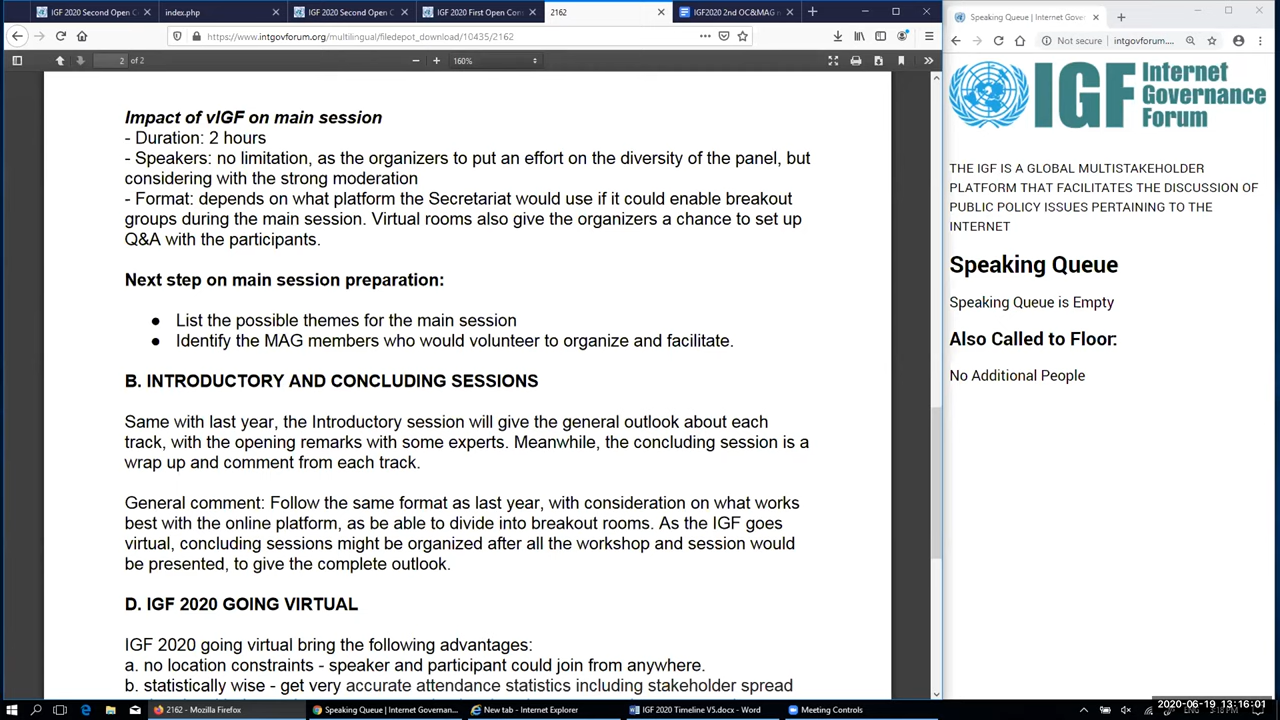 IGF 2020 Second Open C
index.php
IGF 2020 Second Open C
IGF 2020 First Open Con
2162
IGF2020 2nd OC&MAG m
https://www.intgovforum.org/multilingual/filedepot_download/10435/2162
2 of 2
160%
Impact of vIGF on main session
- Duration: 2 hours
- Speakers: no limitation, as the organizers to put an effort on the diversity of the panel, but
considering with the strong moderation
- Format: depends on what platform the Secretariat would use if it could enable breakout
groups during the main session. Virtual rooms also give the organizers a chance to set up
Q&A with the participants.
Next step on main session preparation:
● List the possible themes for the main session
● Identify the MAG members who would volunteer to organize and facilitate.
B. INTRODUCTORY AND CONCLUDING SESSIONS
Same with last year, the Introductory session will give the general outlook about each
track, with the opening remarks with some experts. Meanwhile, the concluding session is a
wrap up and comment from each track.
General comment: Follow the same format as last year, with consideration on what works
best with the online platform, as be able to divide into breakout rooms. As the IGF goes
virtual, concluding sessions might be organized after all the workshop and session would
be presented, to give the complete outlook.
D. IGF 2020 GOING VIRTUAL
IGF 2020 going virtual bring the following advantages:
a. no location constraints - speaker and participant could join from anywhere.
b. statistically wise - get very accurate attendance statistics including stakeholder spread
Speaking Queue | Internet Gover
Not secure
intgovforum....
IGF Internet
Governance
Forum
THE IGF IS A GLOBAL MULTISTAKEHOLDER
PLATFORM THAT FACILITATES THE DISCUSSION OF
PUBLIC POLICY ISSUES PERTAINING TO THE
INTERNET
Speaking Queue
Speaking Queue is Empty
Also Called to Floor:
No Additional People
2162 - Mozilla Firefox
Speaking Queue | Internet Governan...
New tab - Internet Explorer
IGF 2020 Timeline V5.docx - Word
Meeting Controls
2020-06-19 13:16:01